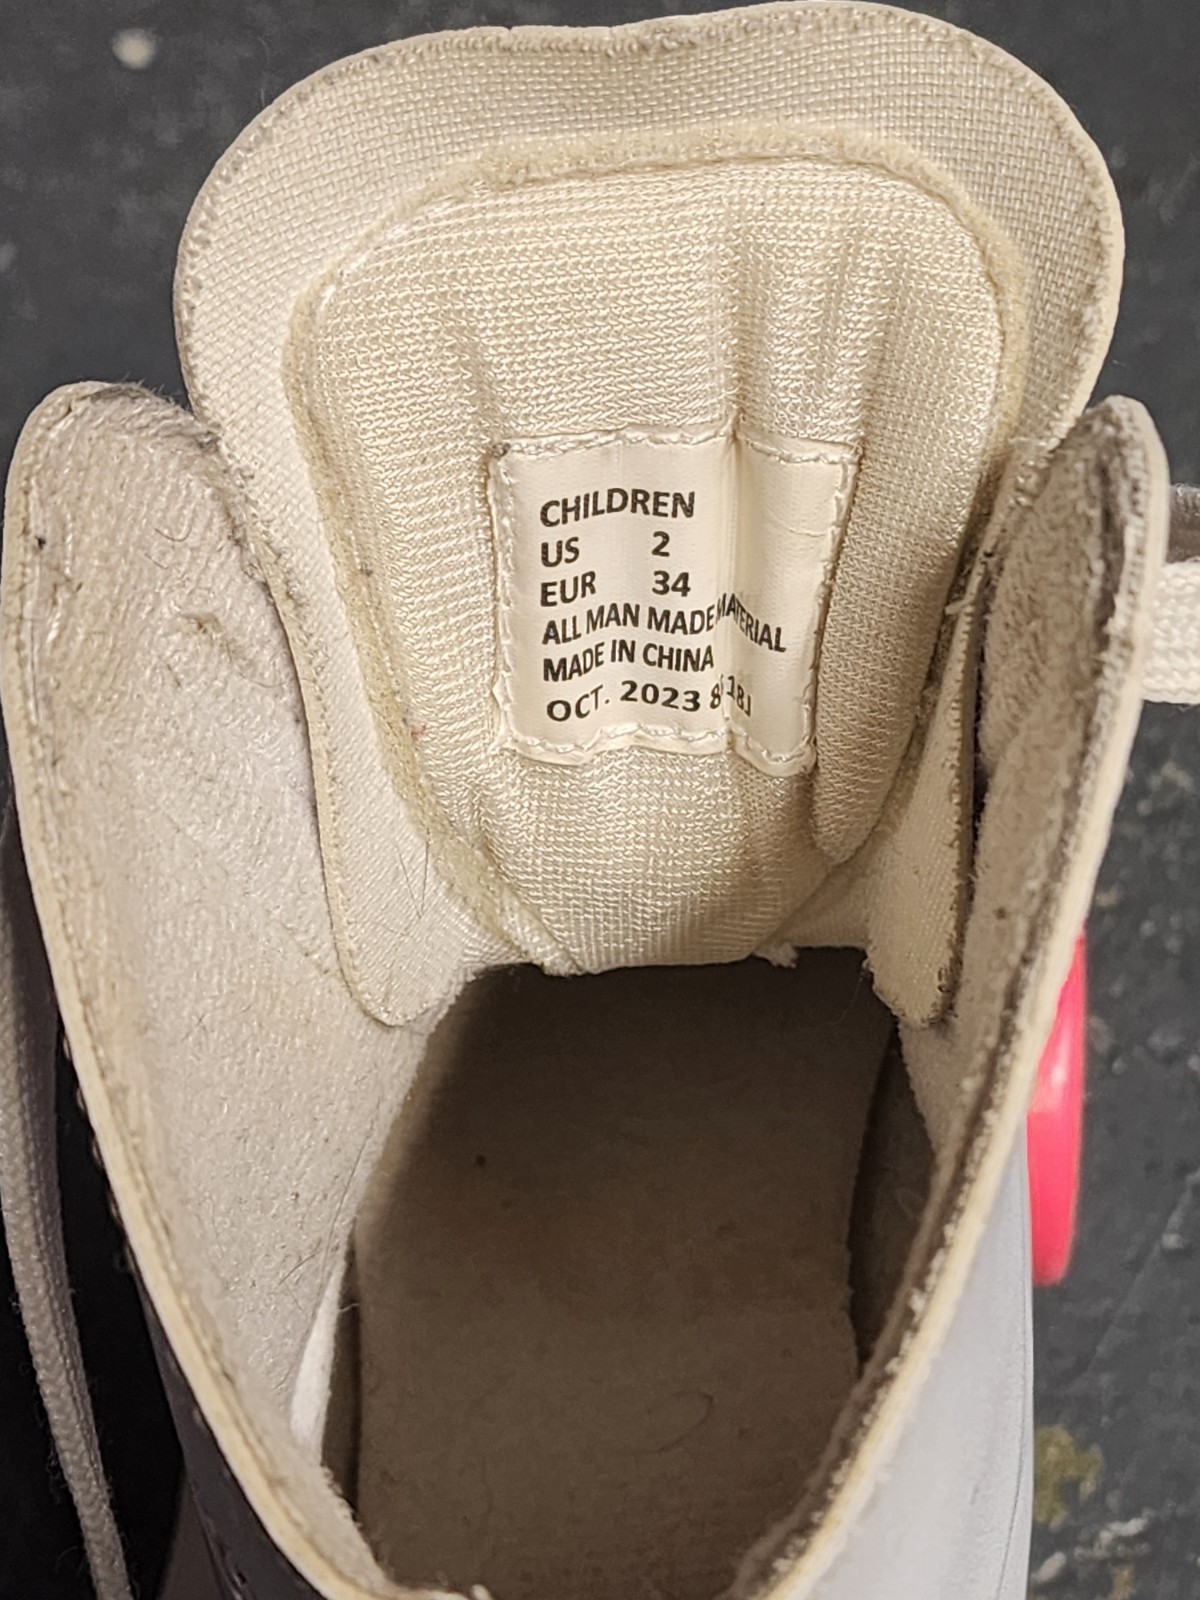 CHILDREN
US 2
EUR 34
ALL MAN MADE MATERIAL
MADE IN CHINA
OCT. 2023